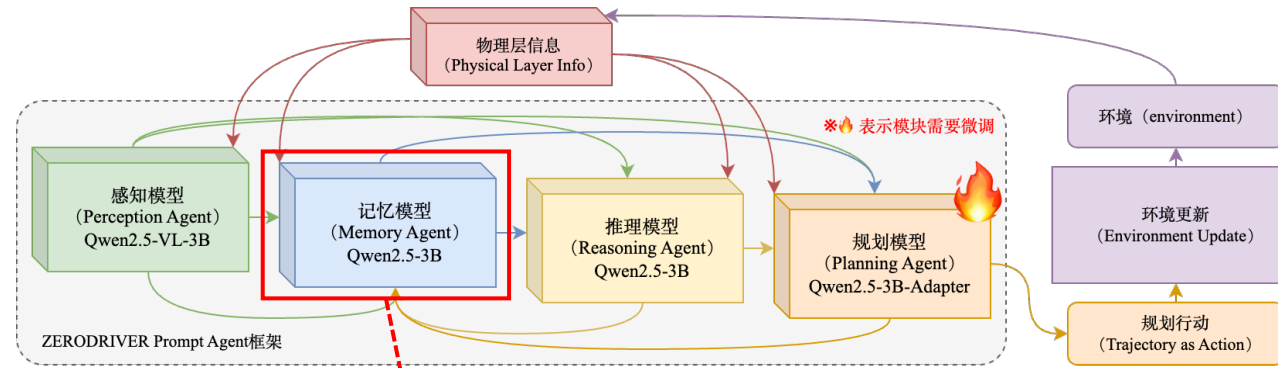 物理层信息
（Physical Layer Info）
※🔥 表示模块需要微调
感知模型
（Perception Agent）
Qwen2.5-VL-3B
记忆模型
（Memory Agent）
Qwen2.5-3B
推理模型
（Reasoning Agent）
Qwen2.5-3B
规划模型
（Planning Agent）
Qwen2.5-3B-Adapter
环境（environment）
环境更新
（Environment Update）
规划行动
（Trajectory as Action）
ZERODRIVER Prompt Agent框架